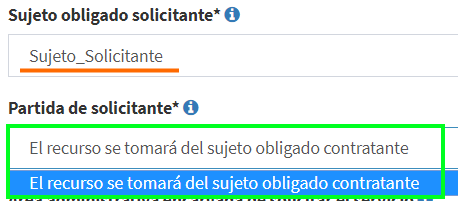 Sujeto obligado solicitante*
Sujeto_Solicitante
Partida de solicitante*
El recurso se tomará del sujeto obligado contratante
El recurso se tomará del sujeto obligado contratante